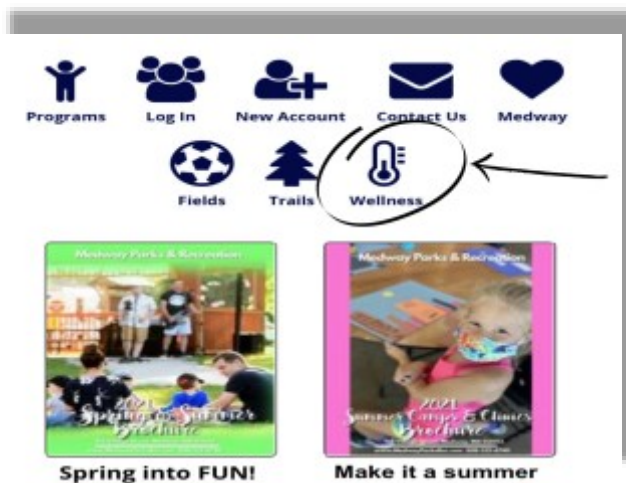 Programs Log In New Account Contact Us Medway
Fields Trails Wellness
Medway Parks & Recreation
2021
Spring to Summer
Brochure
Medway Parks & Recreation
2021
Summer Camps & Clinics
Brochure
Spring into FUN!
Make it a summer